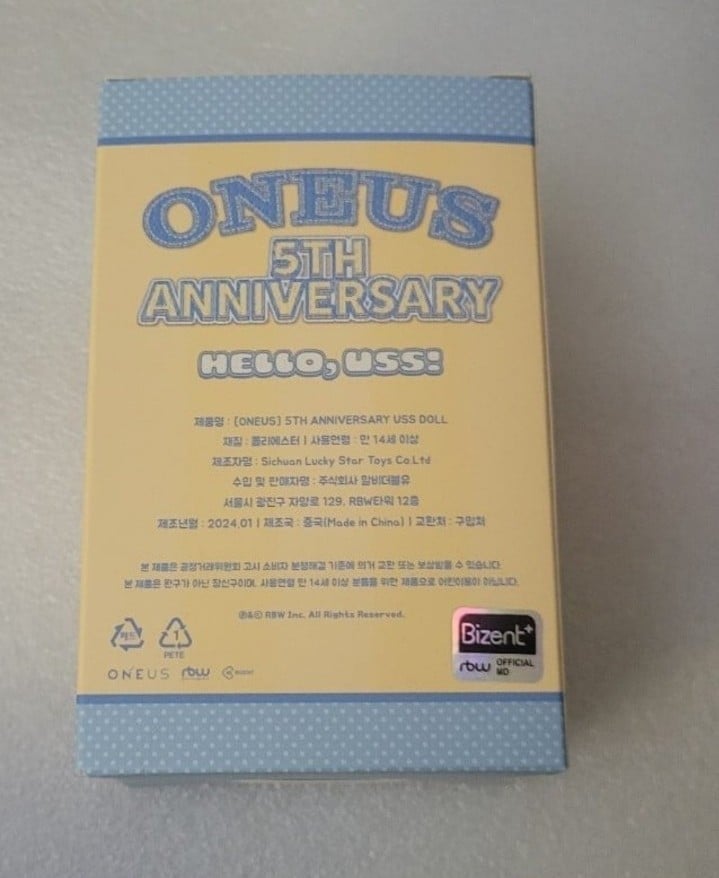 ONEUS
5TH
ANNIVERSARY
HELLO, USS!
제품명 : [ONEUS] 5TH ANNIVERSARY USS DOLL
재질 : 폴리에스터 | 사용연령 : 만 14세 이상
제조자명 : Sichuan Lucky Star Toys Co.Ltd
수입 및 판매자명 : 주식회사 알비더블유
서울시 광진구 자양로 129, RBW타워 12층
제조년월 : 2024.01 | 제조국 : 중국(Made in China) | 교환처 : 구입처
본 제품은 공정거래위원회 고시 소비자 분쟁해결 기준에 의거 교환 또는 보상받을 수 있습니다.
본 제품은 완구가 아닌 장신구이며, 사용연령 만 14세 이상 분들을 위한 제품으로 어린이용이 아닙니다.
℗&© RBW Inc. All Rights Reserved.
페트
1
PETE
ONEUS rbw
Bizent+
rbw OFFICIAL
MD